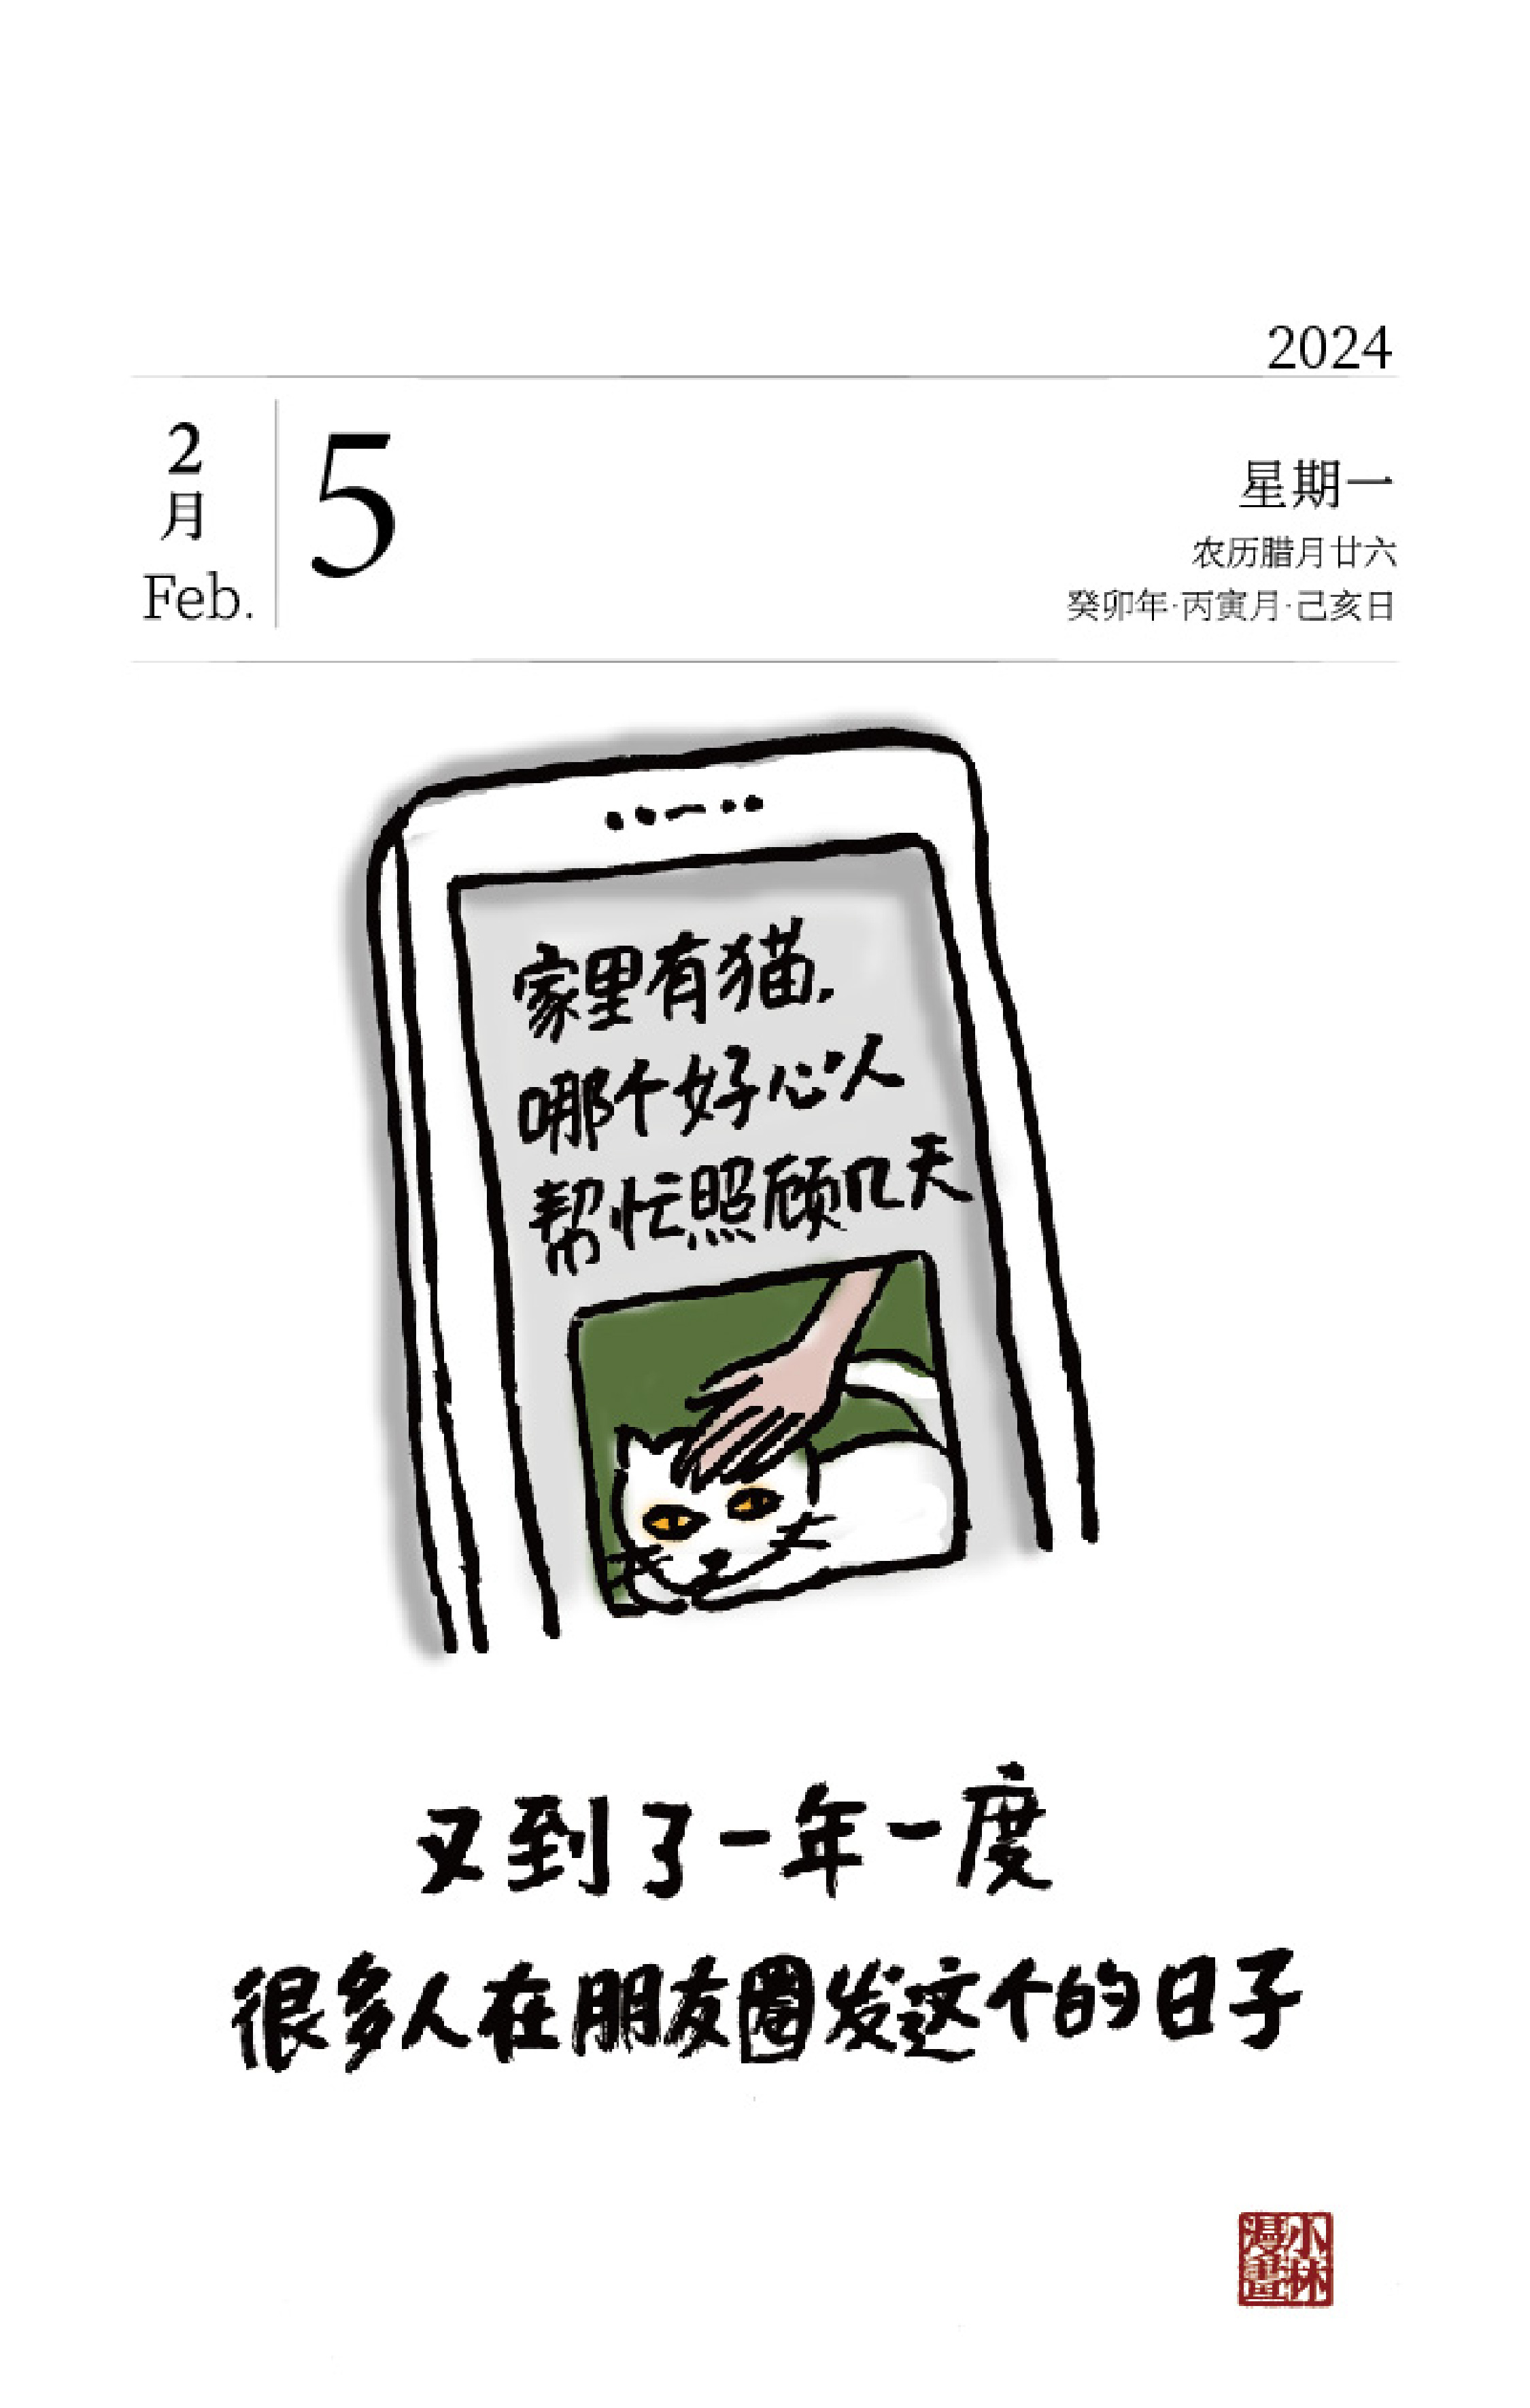 2024
2
月
Feb.
5
星期一
农历腊月廿六
癸卯年·丙寅月·己亥日
家里有猫.
哪个好心人
帮忙照顾几天
又到了一年一度
很多人在朋友圈发这个的日子
小林
漫畫